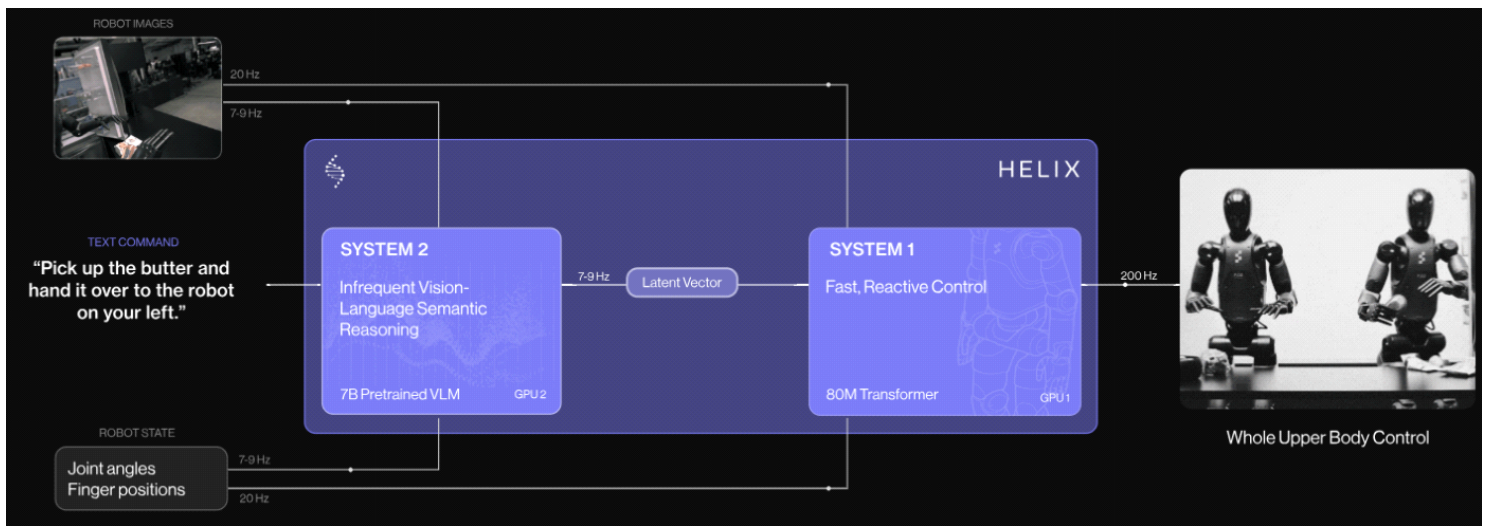 ROBOT IMAGES
20 Hz
7-9 Hz
HELIX
TEXT COMMAND
“Pick up the butter and
hand it over to the robot
on your left.”
SYSTEM 2
Infrequent Vision-
Language Semantic
Reasoning
7B Pretrained VLM
GPU 2
7-9 Hz
Latent Vector
SYSTEM 1
Fast, Reactive Control
80M Transformer
GPU 1
200 Hz
Whole Upper Body Control
ROBOT STATE
Joint angles
Finger positions
7-9 Hz
20 Hz